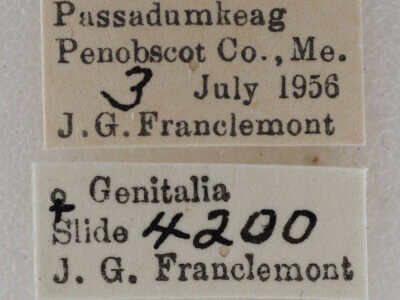 Passadumkeag
Penobscot Co., Me.
3 July 1956
J.G. Franclemont
♀ Genitalia
Slide 4200
J. G. Franclemont